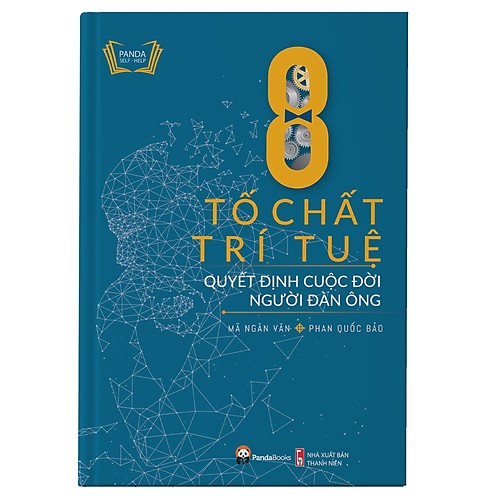 PANDA
SELF - HELP
8
TỐ CHẤT
TRÍ TUỆ
QUYẾT ĐỊNH CUỘC ĐỜI
NGƯỜI ĐÀN ÔNG
MÃ NGÂN VĂN PHAN QUỐC BẢO
PandaBooks
NHÀ XUẤT BẢN
THANH NIÊN